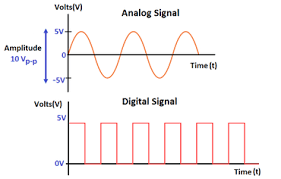 Analog Signal
Volts(V)
5V
Amplitude
10 Vp-p
0
Time (t)
-5V
Digital Signal
Volts(V)
5V
0V
Time (t)